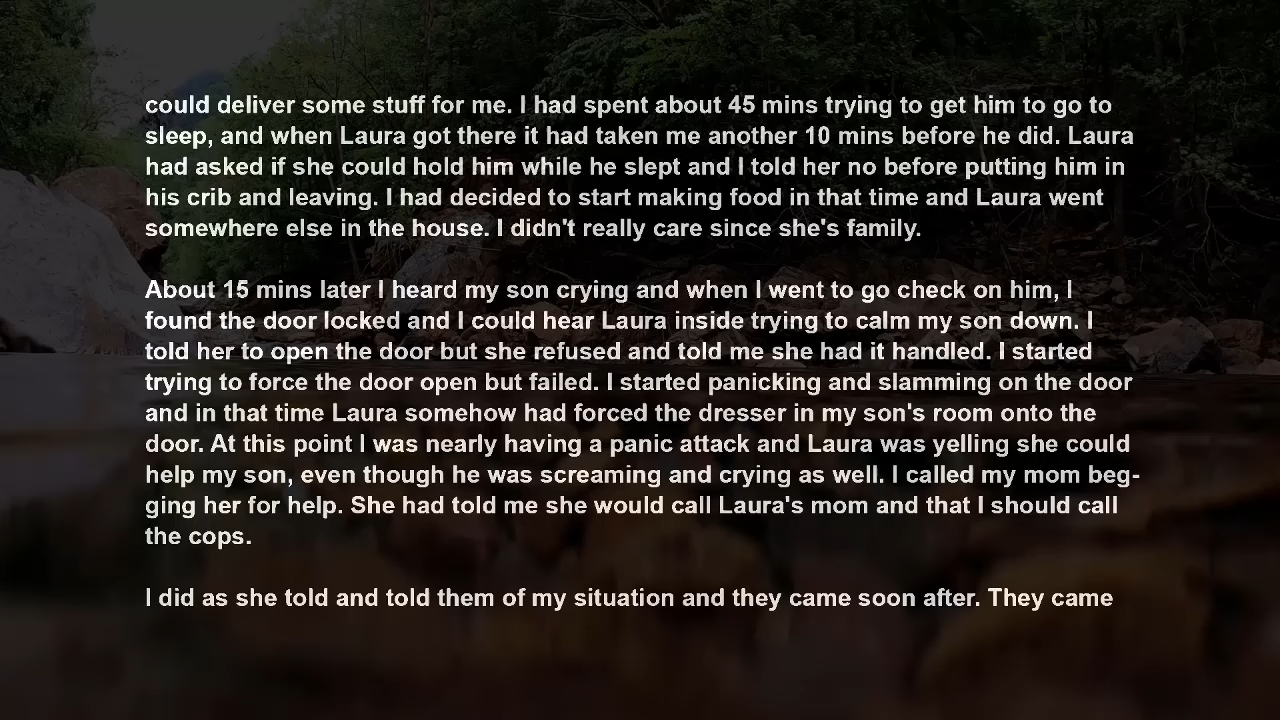 could deliver some stuff for me. I had spent about 45 mins trying to get him to go to
sleep, and when Laura got there it had taken me another 10 mins before he did. Laura
had asked if she could hold him while he slept and I told her no before putting him in
his crib and leaving. I had decided to start making food in that time and Laura went
somewhere else in the house. I didn't really care since she's family.
About 15 mins later I heard my son crying and when I went to go check on him, I
found the door locked and I could hear Laura inside trying to calm my son down. I
told her to open the door but she refused and told me she had it handled. I started
trying to force the door open but failed. I started panicking and slamming on the door
and in that time Laura somehow had forced the dresser in my son's room onto the
door. At this point I was nearly having a panic attack and Laura was yelling she could
help my son, even though he was screaming and crying as well. I called my mom beg-
ging her for help. She had told me she would call Laura's mom and that I should call
the cops.
I did as she told and told them of my situation and they came soon after. They came